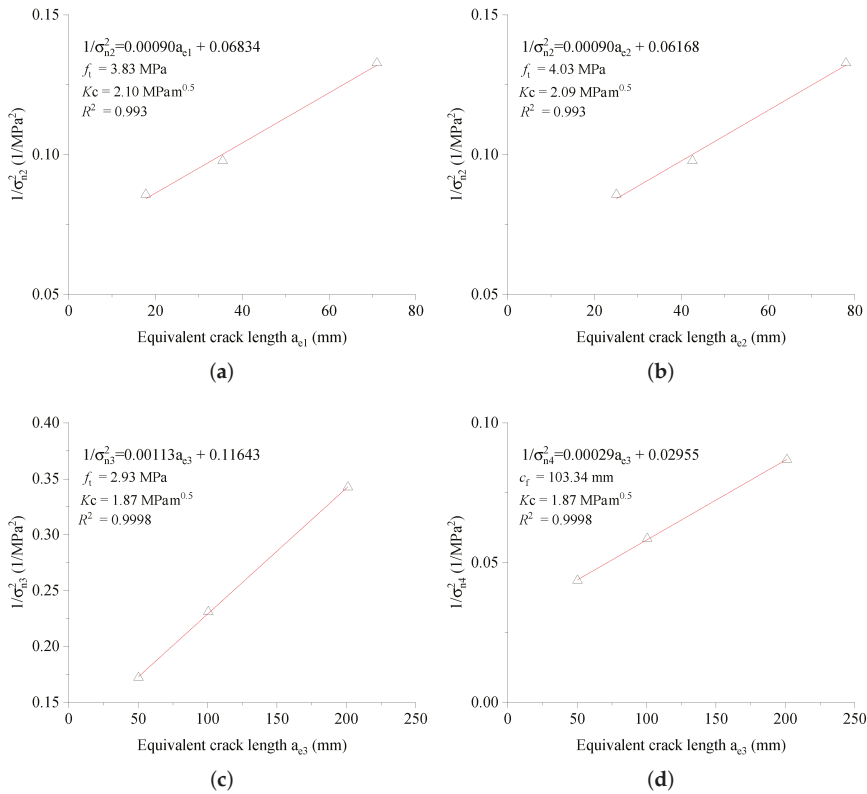 1/σ²n2=0.00090ae1 + 0.06834
ft = 3.83 MPa
Kc = 2.10 MPam0.5
R² = 0.993
1/σ²n2 (1/MPa²)
0.10
0.05
0 20 40 60 80
Equivalent crack length ae1 (mm)
(a)
1/σ²n2=0.00090ae2 + 0.06168
ft = 4.03 MPa
Kc = 2.09 MPam0.5
R² = 0.993
1/σ²n2 (1/MPa²)
0.15
0.10
0.05
0 20 40 60 80
Equivalent crack length ae2 (mm)
(b)
0.40
1/σ²n3=0.00113ae3 + 0.11643
ft = 2.93 MPa
Kc = 1.87 MPam0.5
R² = 0.9998
1/σ²n3 (1/MPa²)
0.35
0.30
0.25
0.20
0.15
0 50 100 150 200 250
Equivalent crack length ae3 (mm)
(c)
0.10
1/σ²n4=0.00029ae3 + 0.02955
cf = 103.34 mm
Kc = 1.87 MPam0.5
R² = 0.9998
1/σ²n4 (1/MPa²)
0.05
0.00
0 50 100 150 200 250
Equivalent crack length ae3 (mm)
(d)